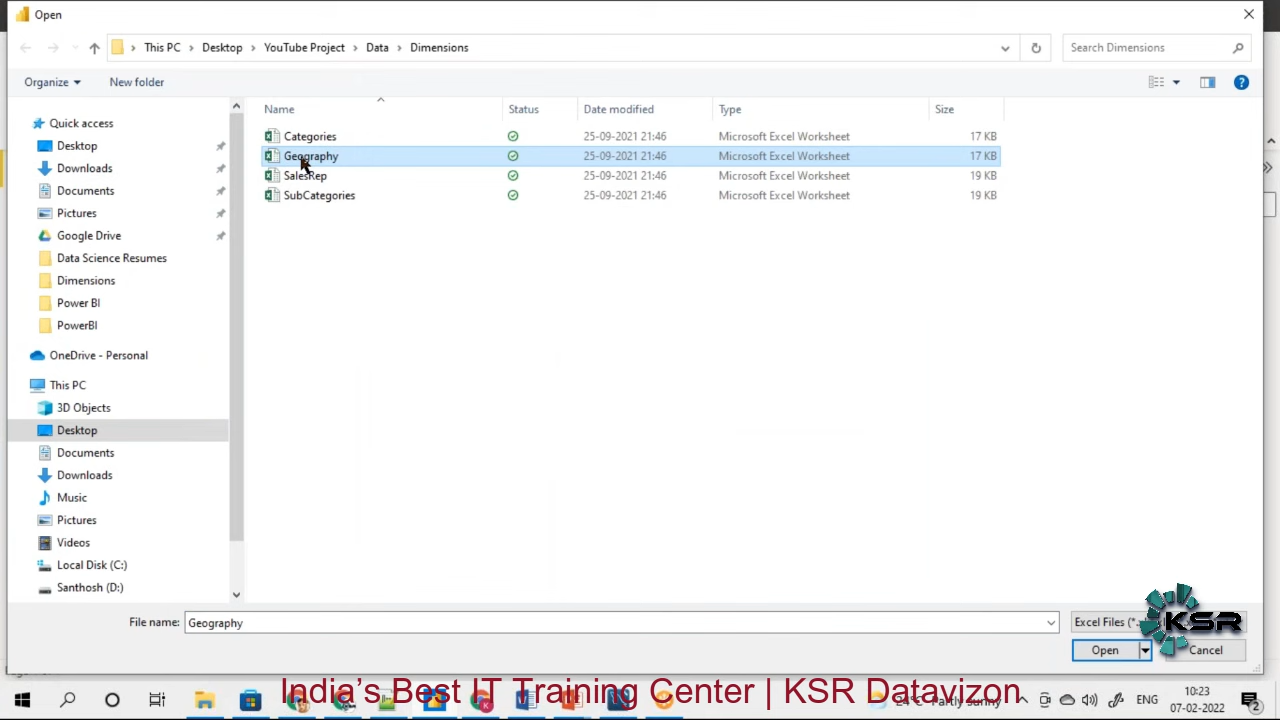 Open
This PC > Desktop > YouTube Project > Data > Dimensions
Search Dimensions
Organize
New folder
Name Status Date modified Type Size
Categories 25-09-2021 21:46 Microsoft Excel Worksheet 17 KB
Geography 25-09-2021 21:46 Microsoft Excel Worksheet 17 KB
SalesRep 25-09-2021 21:46 Microsoft Excel Worksheet 19 KB
SubCategories 25-09-2021 21:46 Microsoft Excel Worksheet 19 KB
Quick access
Desktop
Downloads
Documents
Pictures
Google Drive
Data Science Resumes
Dimensions
Power BI
PowerBI
OneDrive - Personal
This PC
3D Objects
Desktop
Documents
Downloads
Music
Pictures
Videos
Local Disk (C:)
Santhosh (D:)
File name: Geography
Excel Files (*.
KSR
Open
Cancel
India's Best IT Training Center | KSR Datavizon
24°C Partly sunny
ENG
10:23
07-02-2022
2